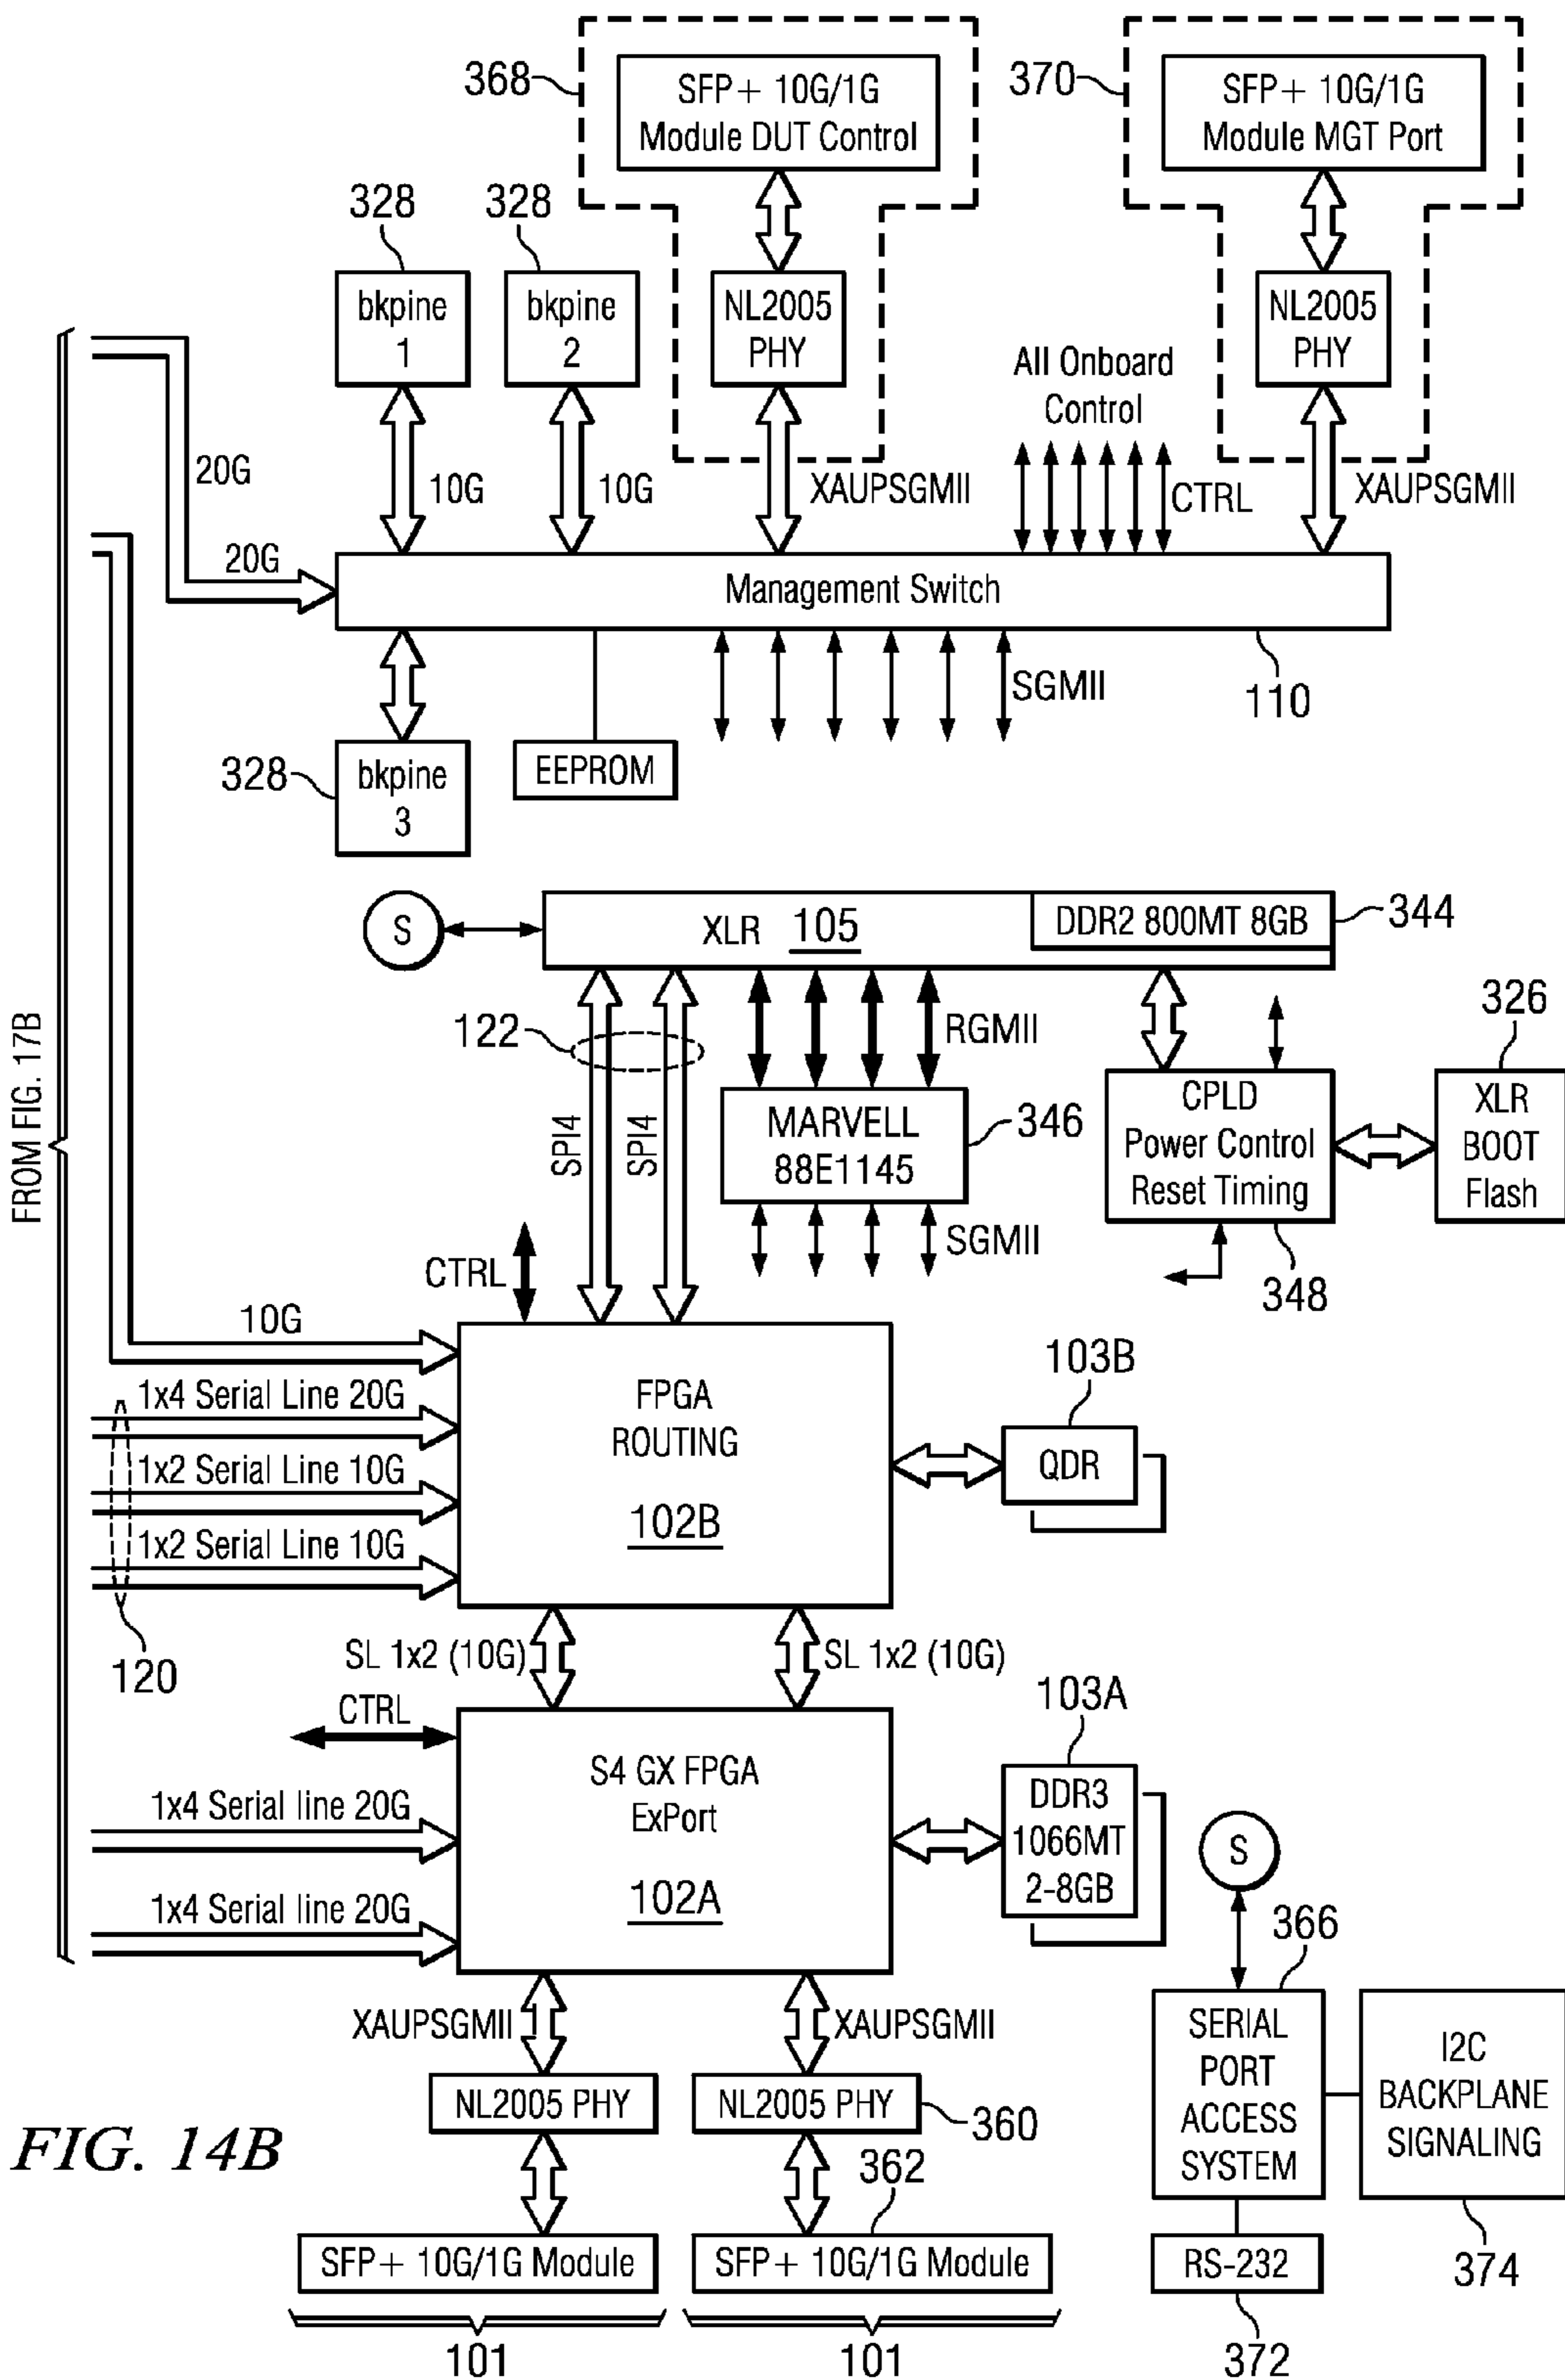 368
SFP+ 10G/1G
Module DUT Control
370
SFP+ 10G/1G
Module MGT Port
328
328
bkpine
1
bkpine
2
NL2005
PHY
NL2005
PHY
All Onboard
Control
20G
10G
10G
XAUPSGMII
CTRL
XAUPSGMII
20G
Management Switch
SGMII
110
328
bkpine
3
EEPROM
FROM FIG. 17B
S
XLR 105
DDR2 800MT 8GB
344
122
RGMII
326
SPI4
SPI4
MARVELL
88E1145
346
CPLD
Power Control
Reset Timing
XLR
BOOT
Flash
CTRL
SGMII
348
10G
1x4 Serial Line 20G
1x2 Serial Line 10G
1x2 Serial Line 10G
FPGA
ROUTING
102B
103B
QDR
120
SL 1x2 (10G)
SL 1x2 (10G)
CTRL
103A
1x4 Serial line 20G
1x4 Serial line 20G
S4 GX FPGA
ExPort
102A
DDR3
1066MT
2-8GB
S
366
XAUPSGMII
XAUPSGMII
SERIAL
PORT
ACCESS
SYSTEM
I2C
BACKPLANE
SIGNALING
NL2005 PHY
NL2005 PHY
360
FIG. 14B
362
SFP+ 10G/1G Module
SFP+ 10G/1G Module
RS-232
374
101
101
372